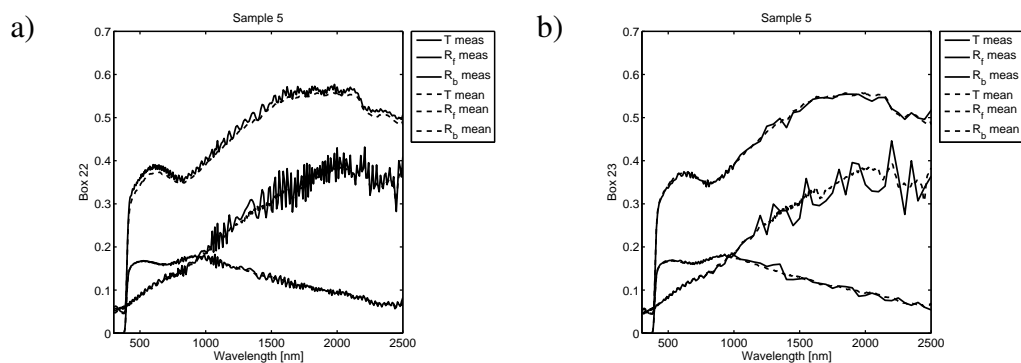 a)
Sample 5
Box 22
0.7
0.6
0.5
0.4
0.3
0.2
0.1
0
500
1000
1500
2000
2500
Wavelength [nm]
T meas
R_f meas
R_b meas
T mean
R_f mean
R_b mean
b)
Sample 5
Box 23
0.7
0.6
0.5
0.4
0.3
0.2
0.1
0
500
1000
1500
2000
2500
Wavelength [nm]
T meas
R_f meas
R_b meas
T mean
R_f mean
R_b mean